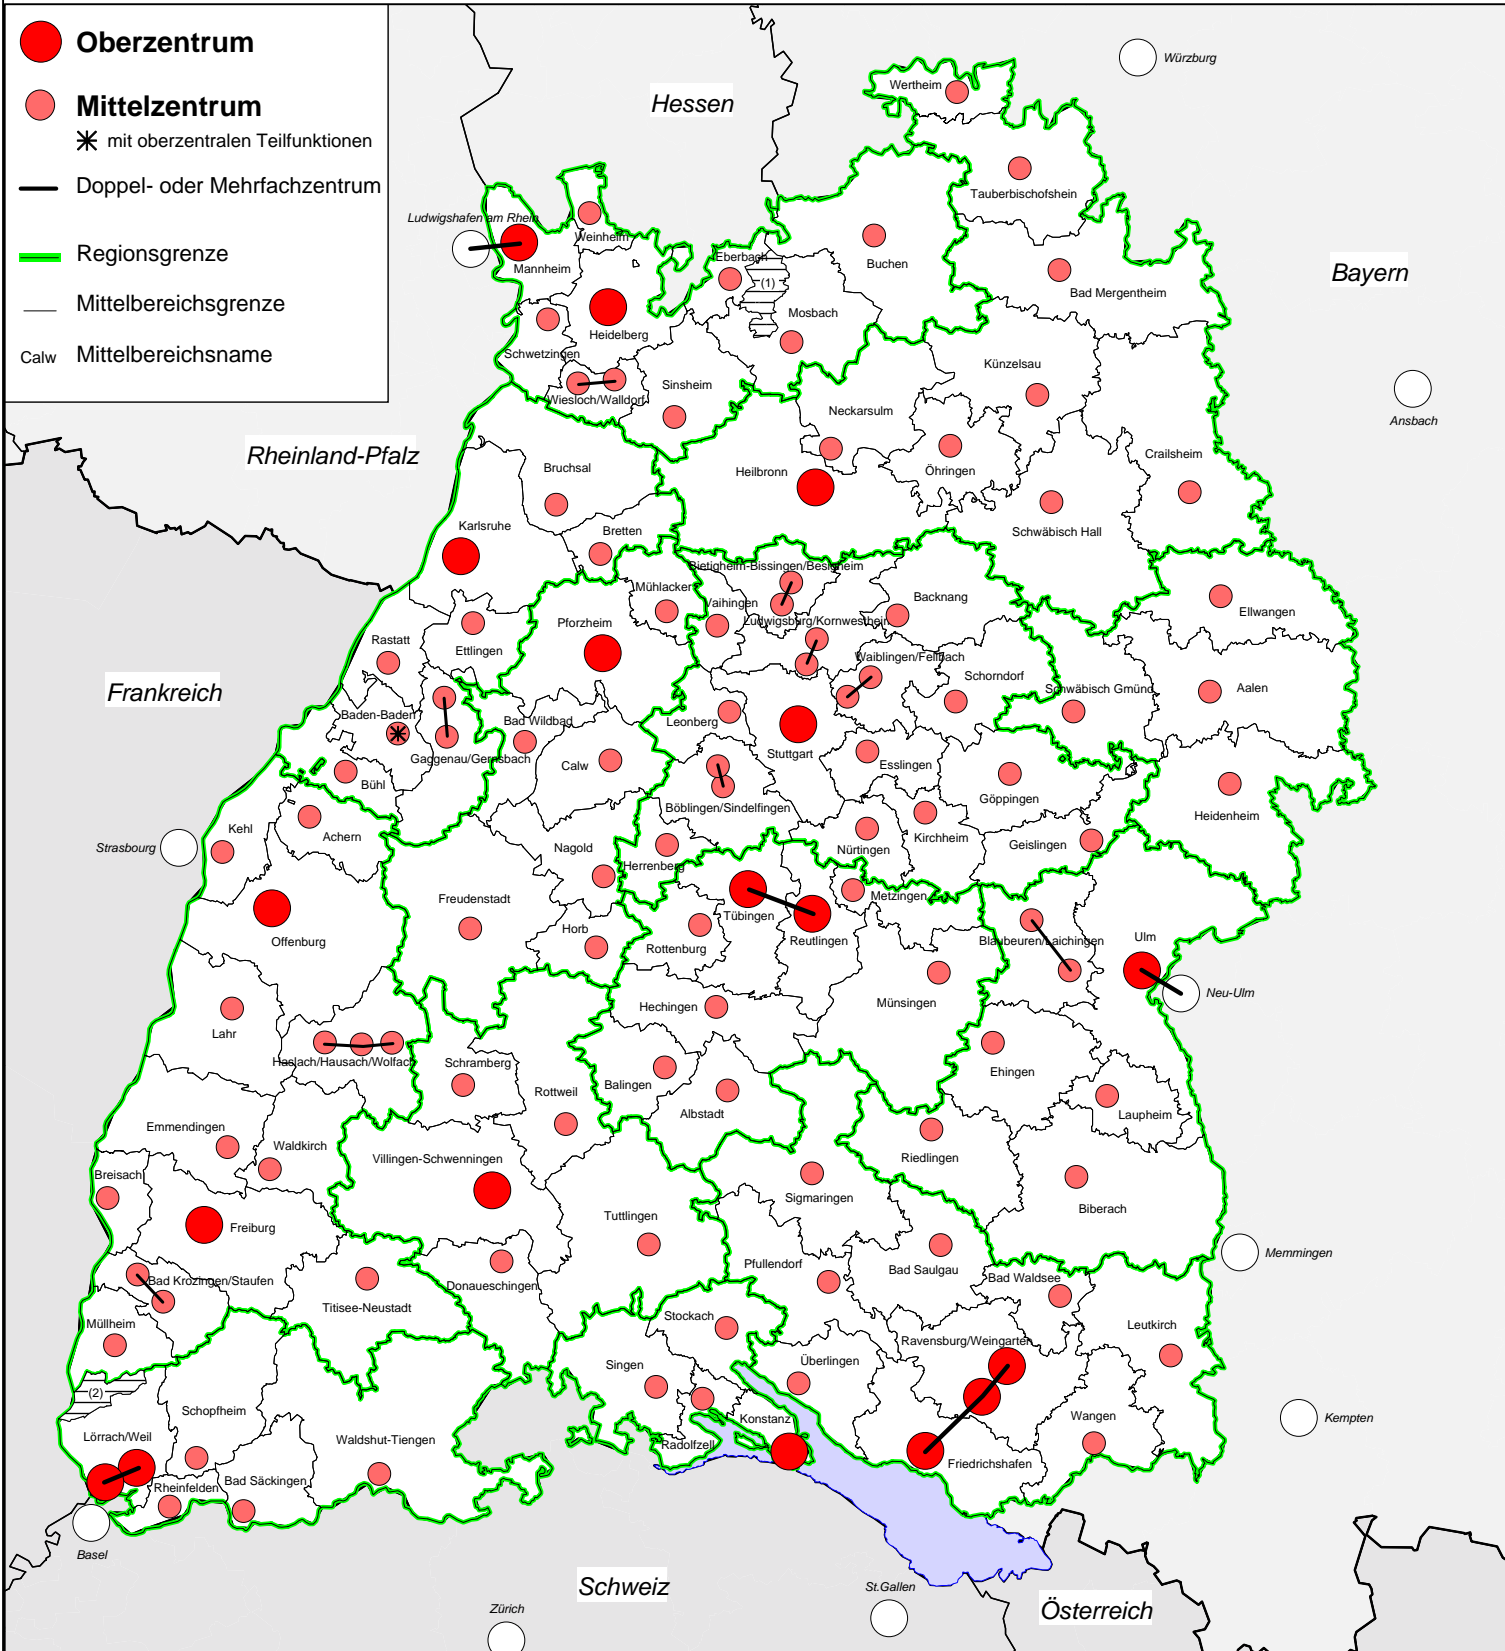 Oberzentrum
Mittelzentrum
mit oberzentralen Teilfunktionen
Doppel- oder Mehrfachzentrum
Regionsgrenze
Mittelbereichsgrenze
Calw Mittelbereichsname
Würzburg
Wertheim
Hessen
Tauberbischofshein
Ludwigshafen am Rhein
Weinheim
Mannheim
Eberbach
(1)
Buchen
Bayern
Bad Mergentheim
Mosbach
Heidelberg
Schwetzingen
Künzelsau
Sinsheim
Wiesloch/Walldorf
Neckarsulm
Ansbach
Rheinland-Pfalz
Bruchsal
Heilbronn
Öhringen
Crailsheim
Karlsruhe
Bretten
Schwäbisch Hall
Bietigheim-Bissingen/Besigheim
Mühlacker
Vaihingen
Backnang
Ellwangen
Ludwigsburg/Kornwestheim
Pforzheim
Rastatt
Ettlingen
Waiblingen/Fellbach
Schorndorf
Schwäbisch Gmünd
Aalen
Frankreich
Baden-Baden
Bad Wildbad
Leonberg
Stuttgart
Gaggenau/Gernsbach
Calw
Esslingen
Bühl
Göppingen
Böblingen/Sindelfingen
Heidenheim
Kehl
Achern
Strasbourg
Nagold
Herrenberg
Nürtingen
Kirchheim
Geislingen
Freudenstadt
Metzingen
Tübingen
Horb
Rottenburg
Reutlingen
Blaubeuren/Laichingen
Ulm
Offenburg
Neu-Ulm
Münsingen
Hechingen
Lahr
Haslach/Hausach/Wolfach
Schramberg
Ehingen
Balingen
Rottweil
Albstadt
Laupheim
Emmendingen
Waldkirch
Villingen-Schwenningen
Riedlingen
Breisach
Sigmaringen
Biberach
Freiburg
Tuttlingen
Memmingen
Pfullendorf
Bad Saulgau
Bad Waldsee
Bad Krozingen/Staufen
Donaueschingen
Titisee-Neustadt
Stockach
Müllheim
Leutkirch
Ravensburg/Weingarten
Singen
Überlingen
(2)
Schopfheim
Konstanz
Wangen
Kempten
Lörrach/Weil
Waldshut-Tiengen
Radolfzell
Friedrichshafen
Bad Säckingen
Rheinfelden
Basel
Schweiz
St.Gallen
Österreich
Zürich